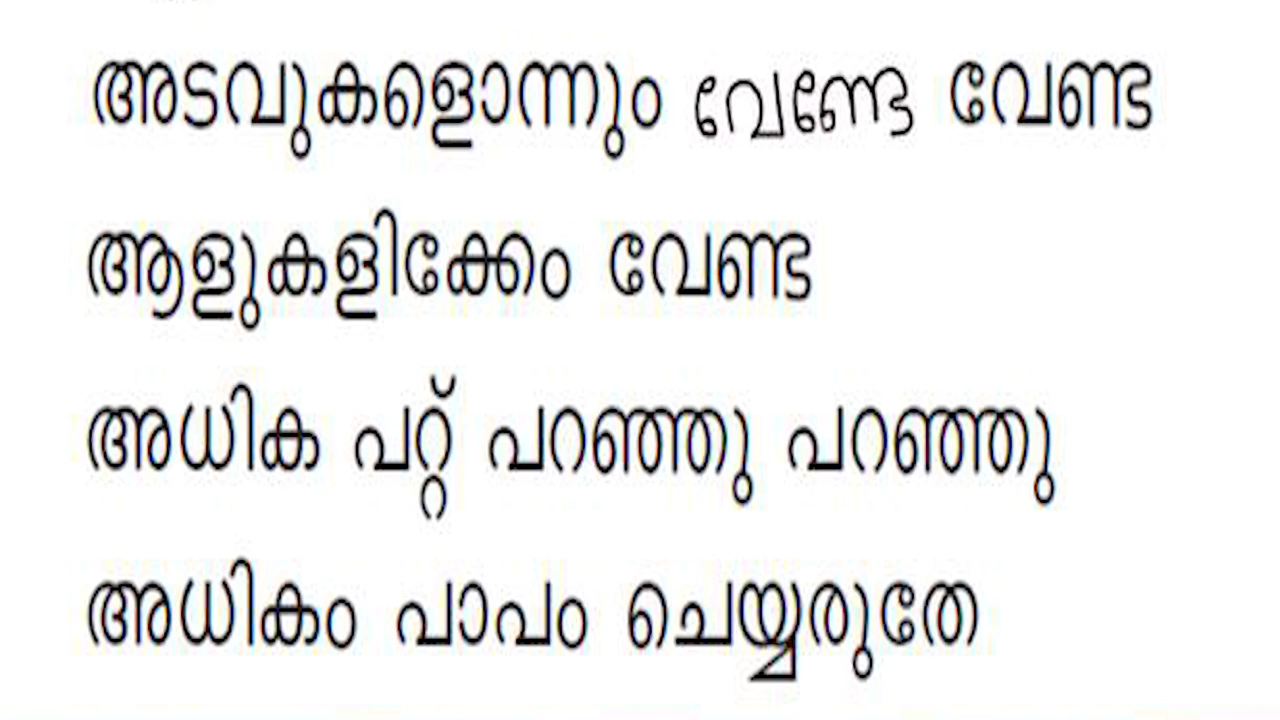 അടവുകളൊന്നും വേണ്ടേ വേണ്ട
ആളുകളിക്കേം വേണ്ട
അധിക പറ്റ് പറഞ്ഞു പറഞ്ഞു
അധികം പാപം ചെയ്യരുതേ